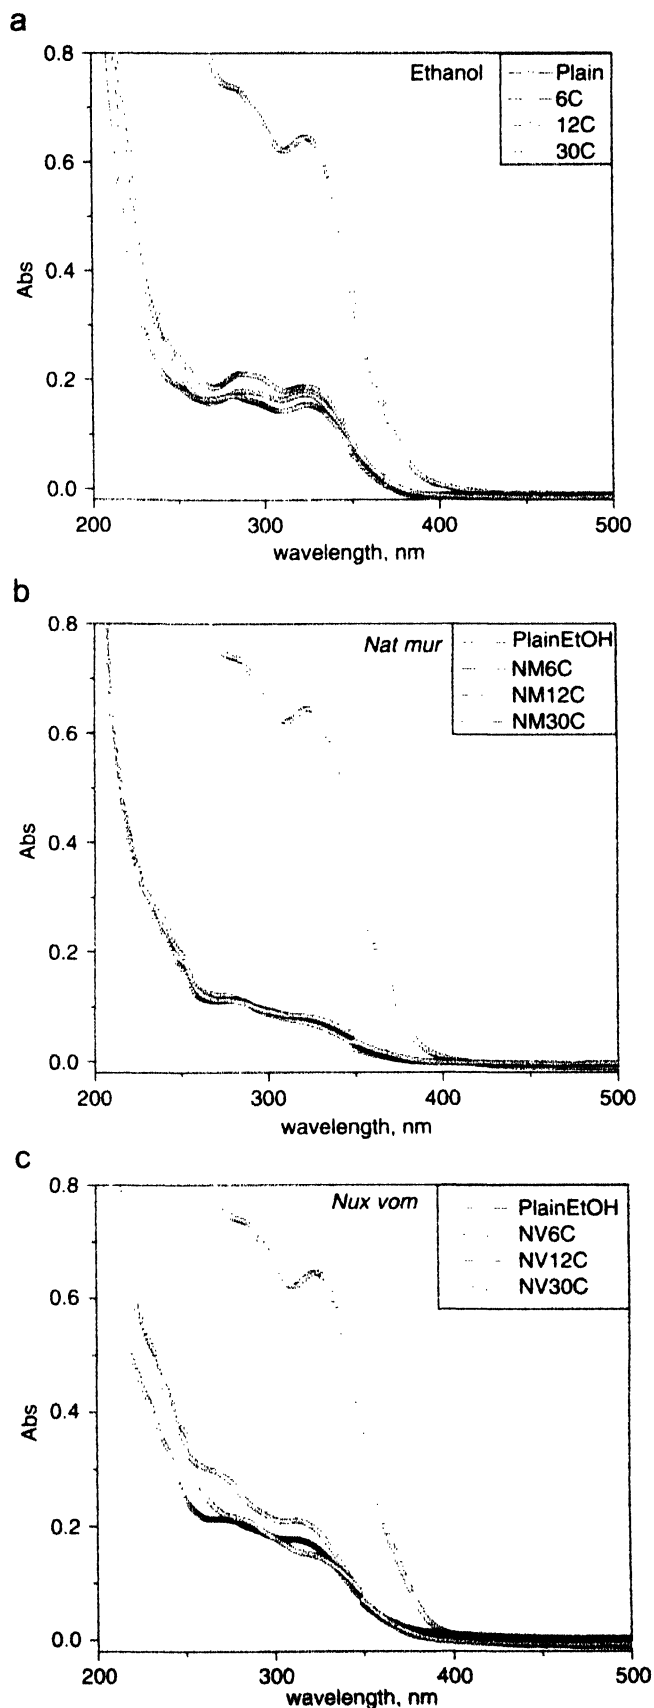 a
0.8
Ethanol
Plain
6C
12C
30C
0.6
0.4
0.2
0.0
Abs
200
300
400
500
wavelength, nm
b
0.8
Nat mur
PlainEtOH
NM6C
NM12C
NM30C
0.6
0.4
0.2
0.0
Abs
200
300
400
500
wavelength, nm
c
0.8
Nux vom
PlainEtOH
NV6C
NV12C
NV30C
0.6
0.4
0.2
0.0
Abs
200
300
400
500
wavelength, nm